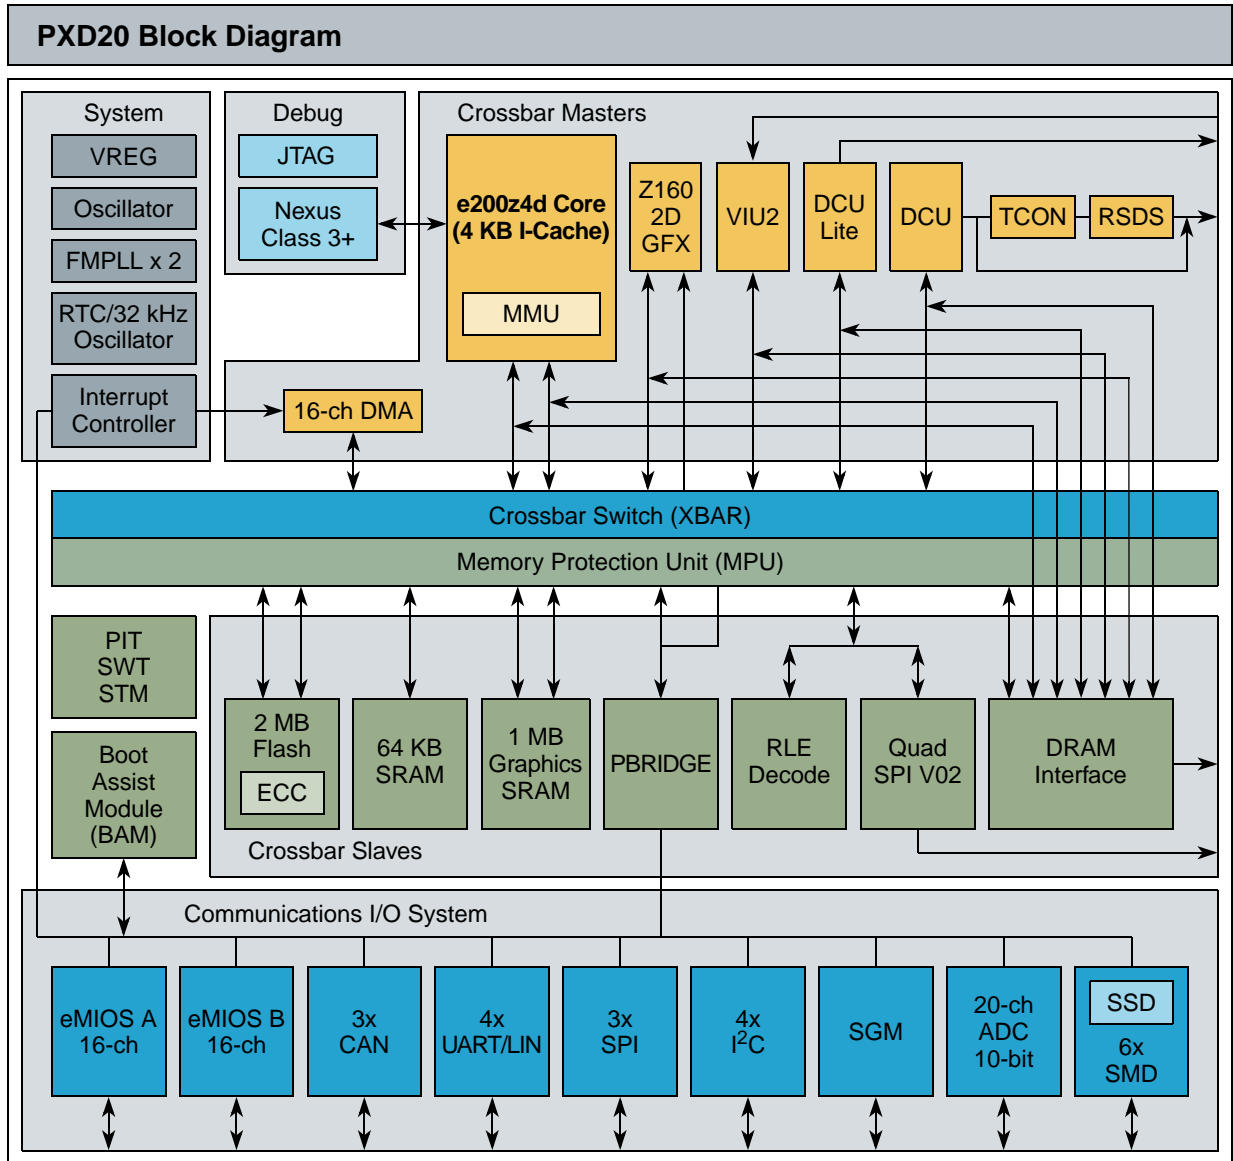 PXD20 Block Diagram
System
VREG
Oscillator
FMPLL x 2
RTC/32 kHz
Oscillator
Interrupt
Controller
Debug
JTAG
Nexus
Class 3+
Crossbar Masters
e200z4d Core
(4 KB I-Cache)
MMU
Z160
2D
GFX
VIU2
DCU
Lite
DCU
TCON
RSDS
16-ch DMA
Crossbar Switch (XBAR)
Memory Protection Unit (MPU)
PIT
SWT
STM
Boot
Assist
Module
(BAM)
2 MB
Flash
ECC
64 KB
SRAM
1 MB
Graphics
SRAM
PBRIDGE
RLE
Decode
Quad
SPI V02
DRAM
Interface
Crossbar Slaves
Communications I/O System
eMIOS A
16-ch
eMIOS B
16-ch
3x
CAN
4x
UART/LIN
3x
SPI
4x
I²C
SGM
20-ch
ADC
10-bit
SSD
6x
SMD